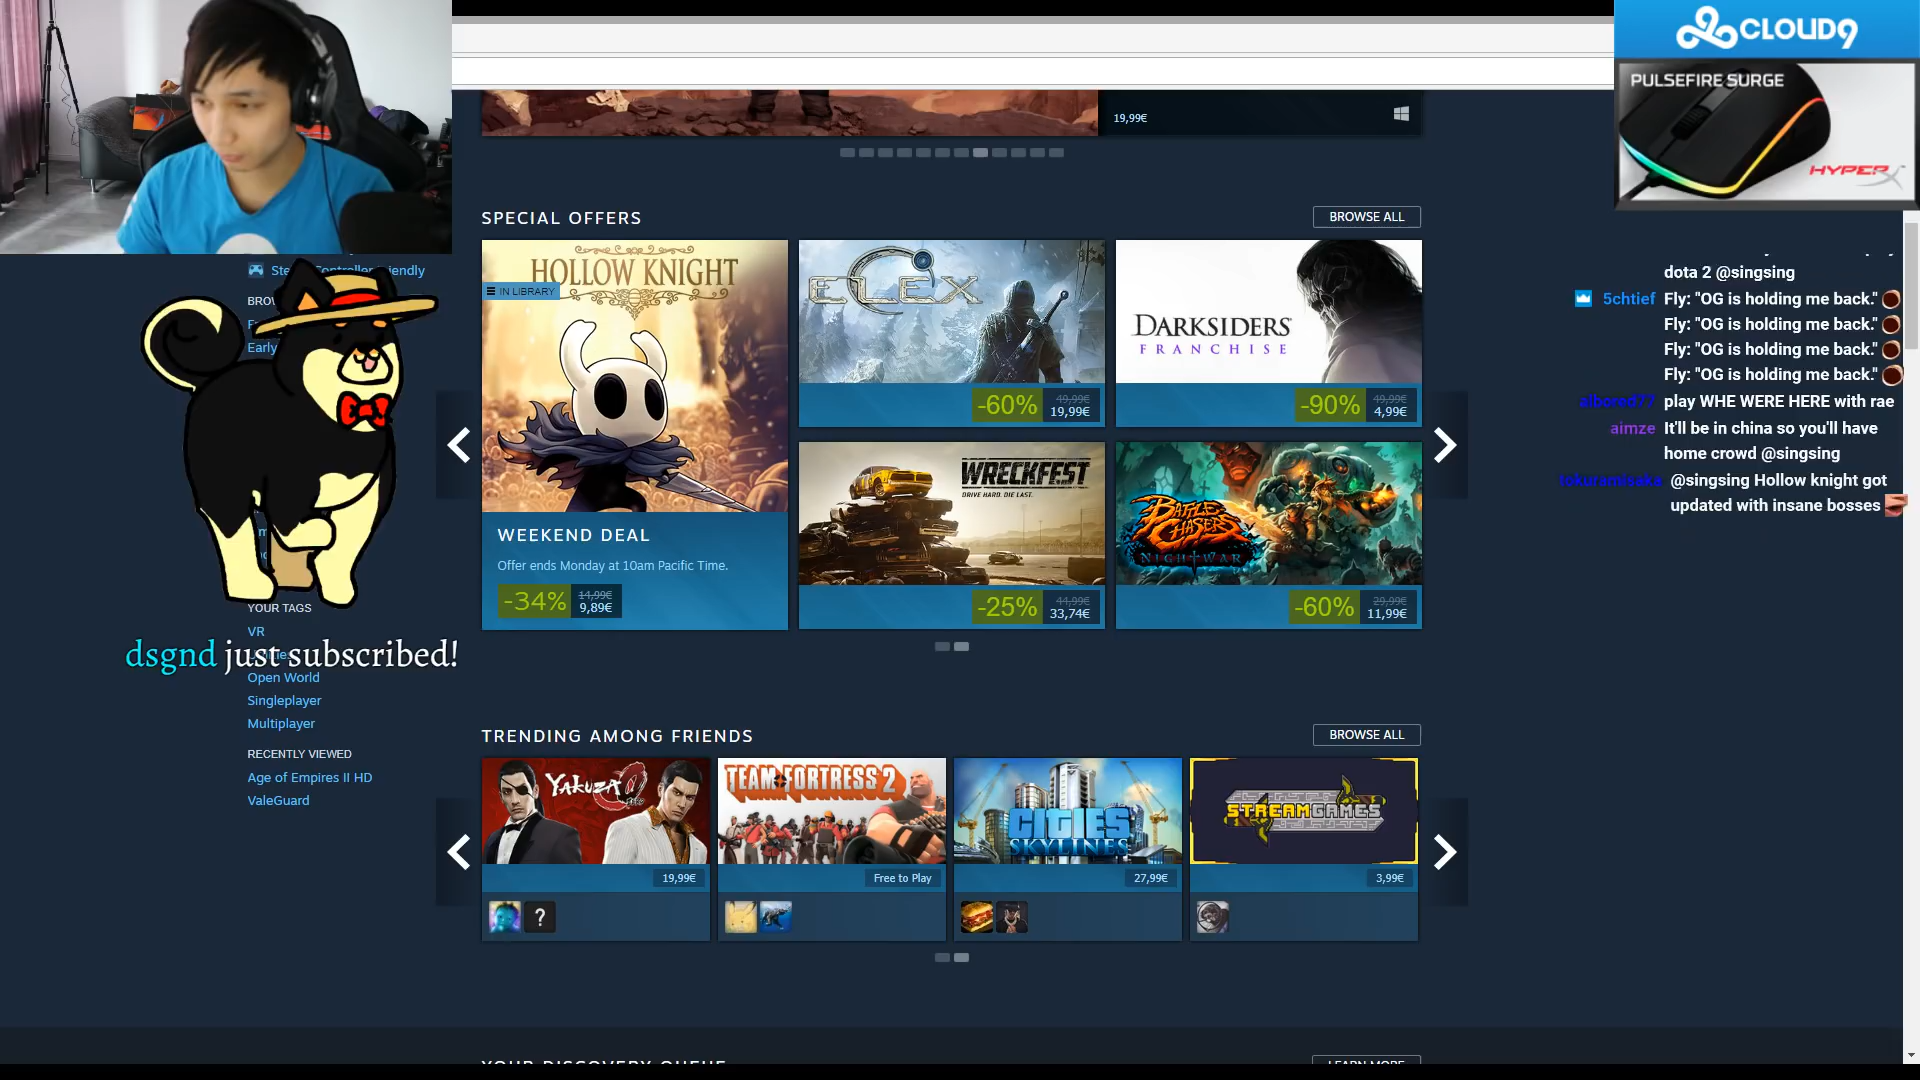 CLOUD9
PULSEFIRE SURGE
HYPERX
19,99€
SPECIAL OFFERS
BROWSE ALL
HOLLOW KNIGHT
IN LIBRARY
WEEKEND DEAL
Offer ends Monday at 10am Pacific Time.
-34% 14,99€ 9,89€
ELEX
-60% 49,99€ 19,99€
DARKSIDERS
FRANCHISE
-90% 49,99€ 4,99€
WRECKFEST
DRIVE HARD. DIE LAST.
-25% 44,99€ 33,74€
BATTLE CHASERS
NIGHTWAR
-60% 29,99€ 11,99€
Early
YOUR TAGS
VR
dsgnd just subscribed!
Open World
Singleplayer
Multiplayer
RECENTLY VIEWED
Age of Empires II HD
ValeGuard
TRENDING AMONG FRIENDS
BROWSE ALL
YAKUZA 0
19,99€
TEAM FORTRESS 2
Free to Play
CITIES
SKYLINES
27,99€
STREAMGAMES
3,99€
?
YOUR DISCOVERY QUEUE
LEARN MORE
dota 2 @singsing
5chtief Fly: "OG is holding me back."
Fly: "OG is holding me back."
Fly: "OG is holding me back."
Fly: "OG is holding me back."
albored77 play WHE WERE HERE with rae
aimze It'll be in china so you'll have
home crowd @singsing
@singsing Hollow knight got
updated with insane bosses